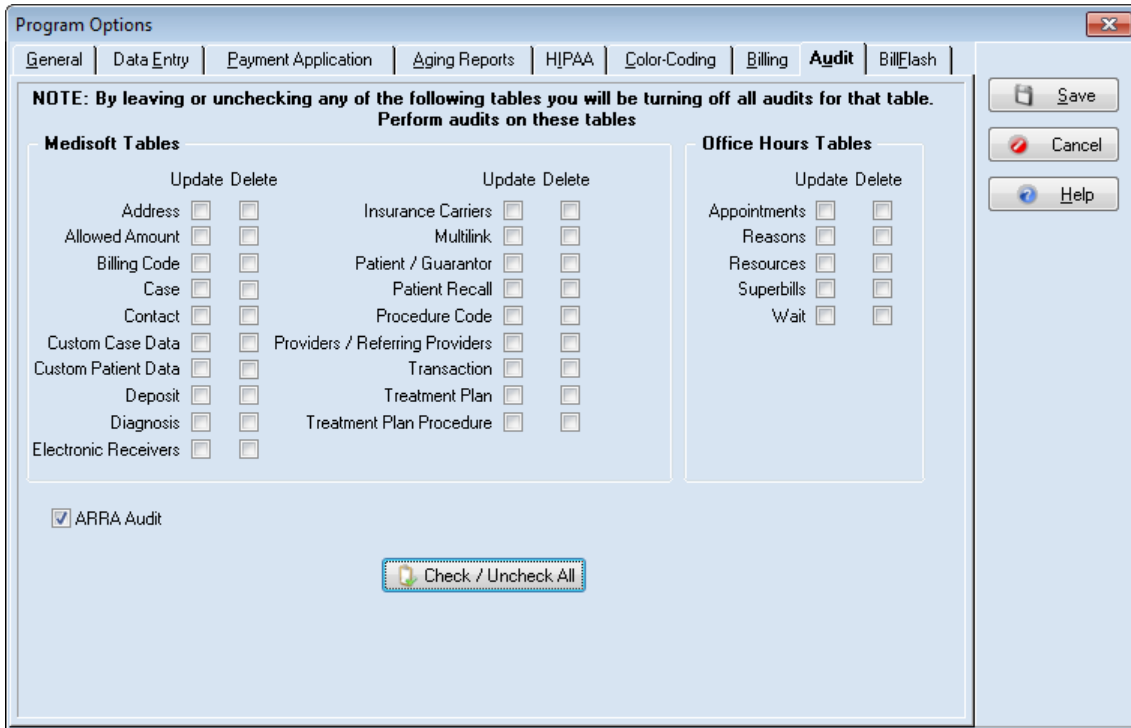 Program Options
General Data Entry Payment Application Aging Reports HIPAA Color-Coding Billing Audit BillFlash
NOTE: By leaving or unchecking any of the following tables you will be turning off all audits for that table.
Perform audits on these tables
Medisoft Tables
Update Delete Update Delete
Address Insurance Carriers
Allowed Amount Multilink
Billing Code Patient / Guarantor
Case Patient Recall
Contact Procedure Code
Custom Case Data Providers / Referring Providers
Custom Patient Data Transaction
Deposit Treatment Plan
Diagnosis Treatment Plan Procedure
Electronic Receivers
Office Hours Tables
Update Delete
Appointments
Reasons
Resources
Superbills
Wait
ARRA Audit
Check / Uncheck All
Save
Cancel
Help